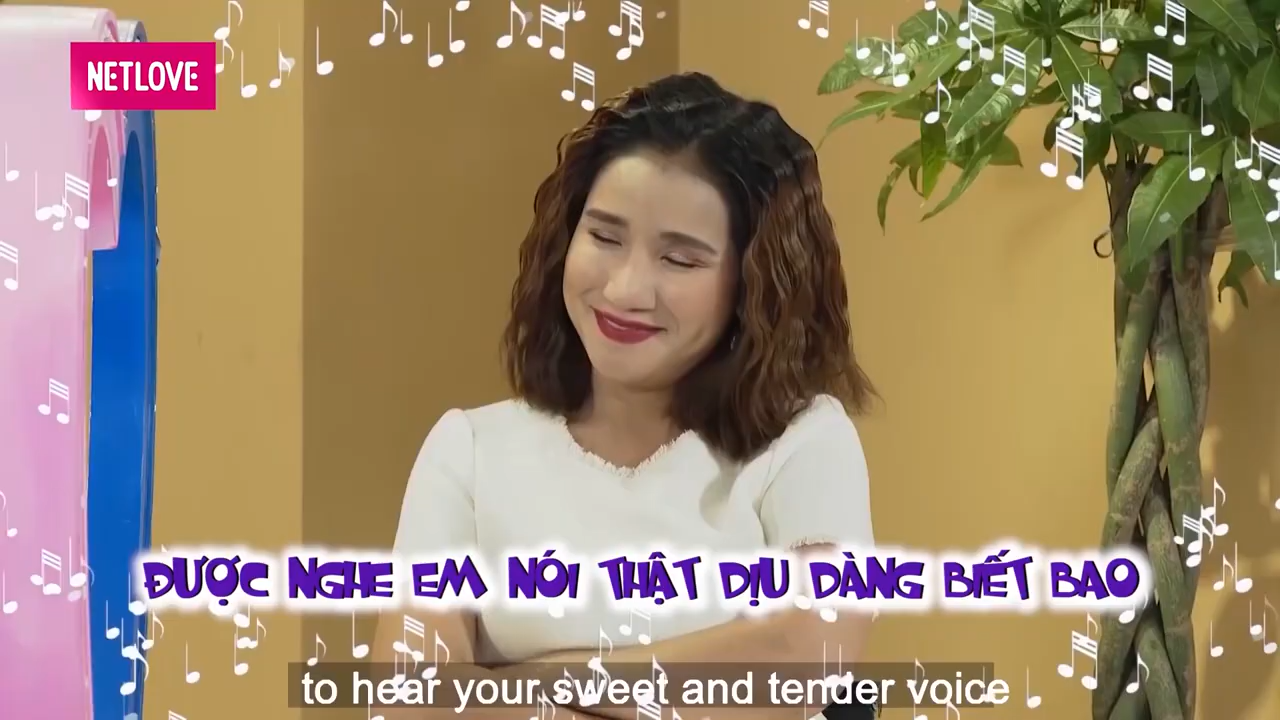 NETLOVE
ĐƯỢC NGHE EM NÓI THẬT DỊU DÀNG BIẾT BAO
to hear your sweet and tender voice